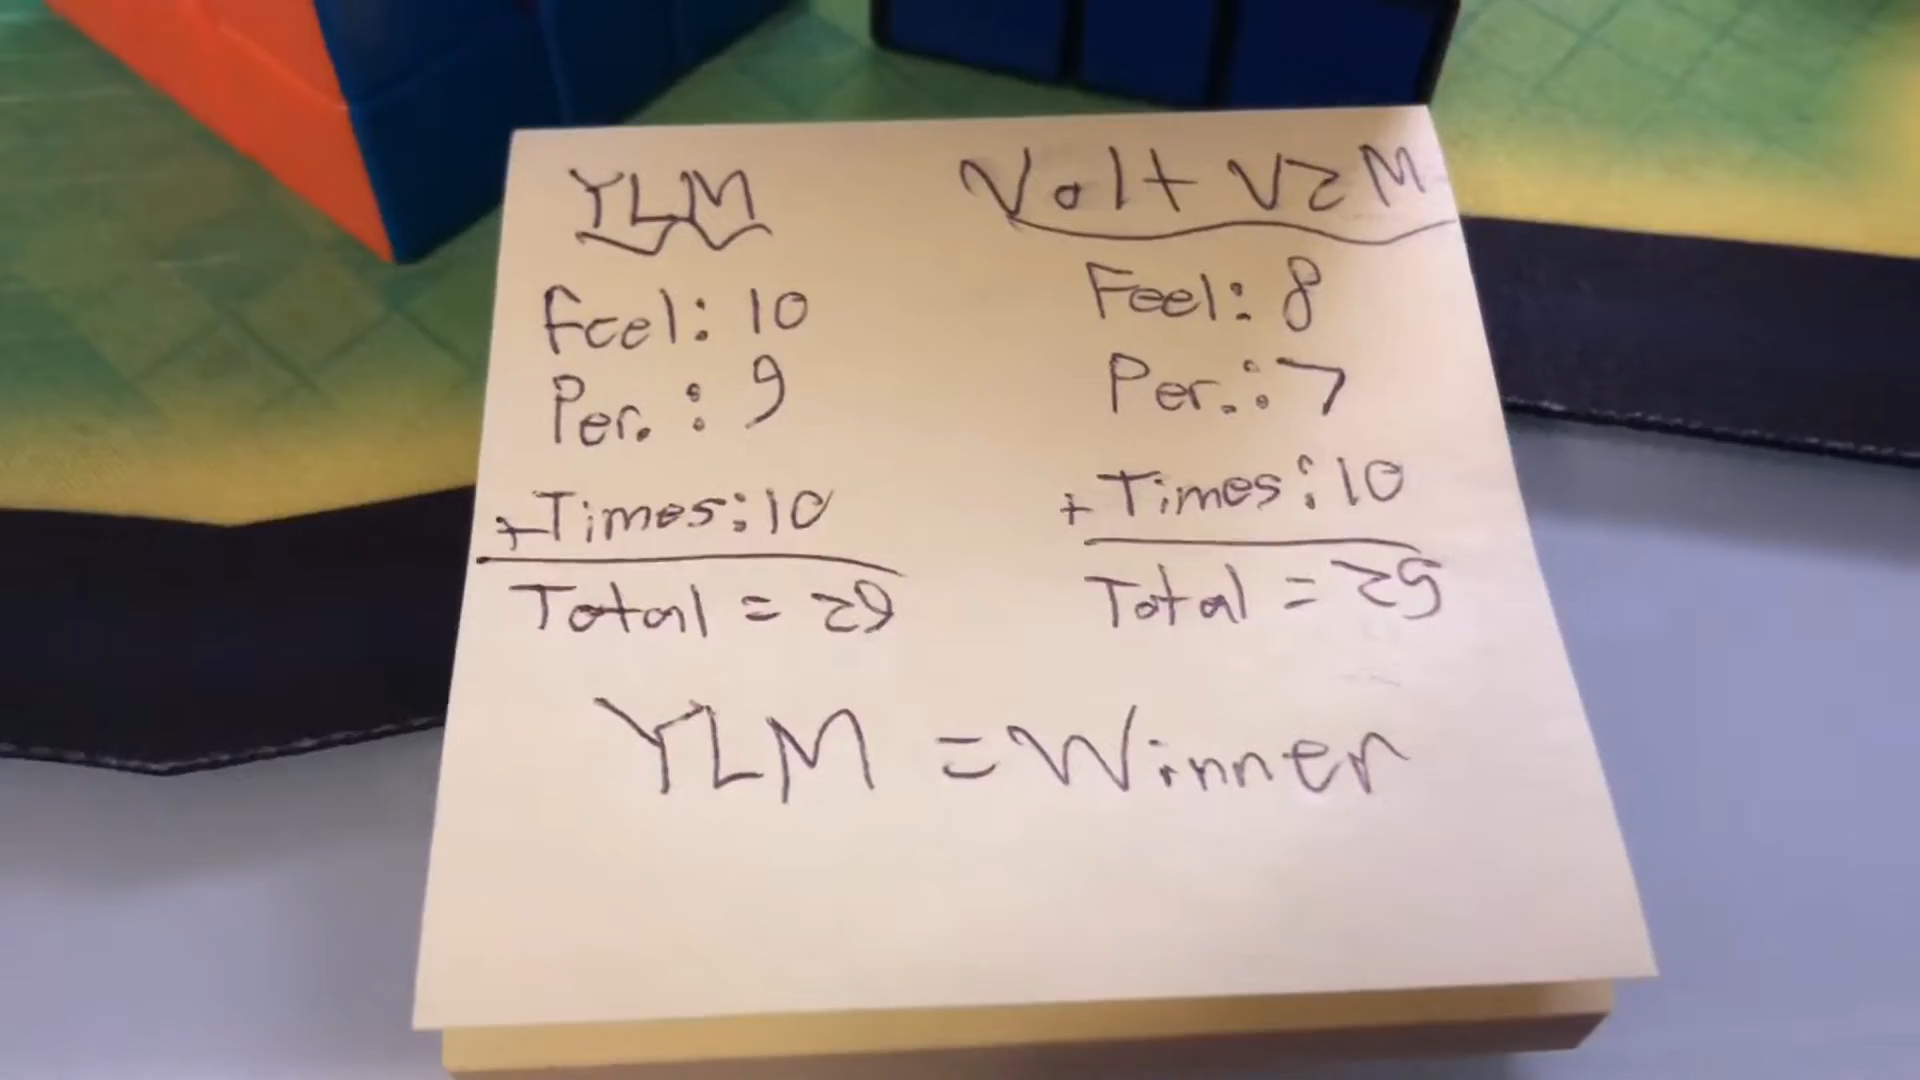 YLM
Feel: 10
Per. : 9
+Times: 10
Total = 29
Volt V2 M
Feel: 8
Per. : 7
+ Times: 10
Total = 25
YLM = Winner